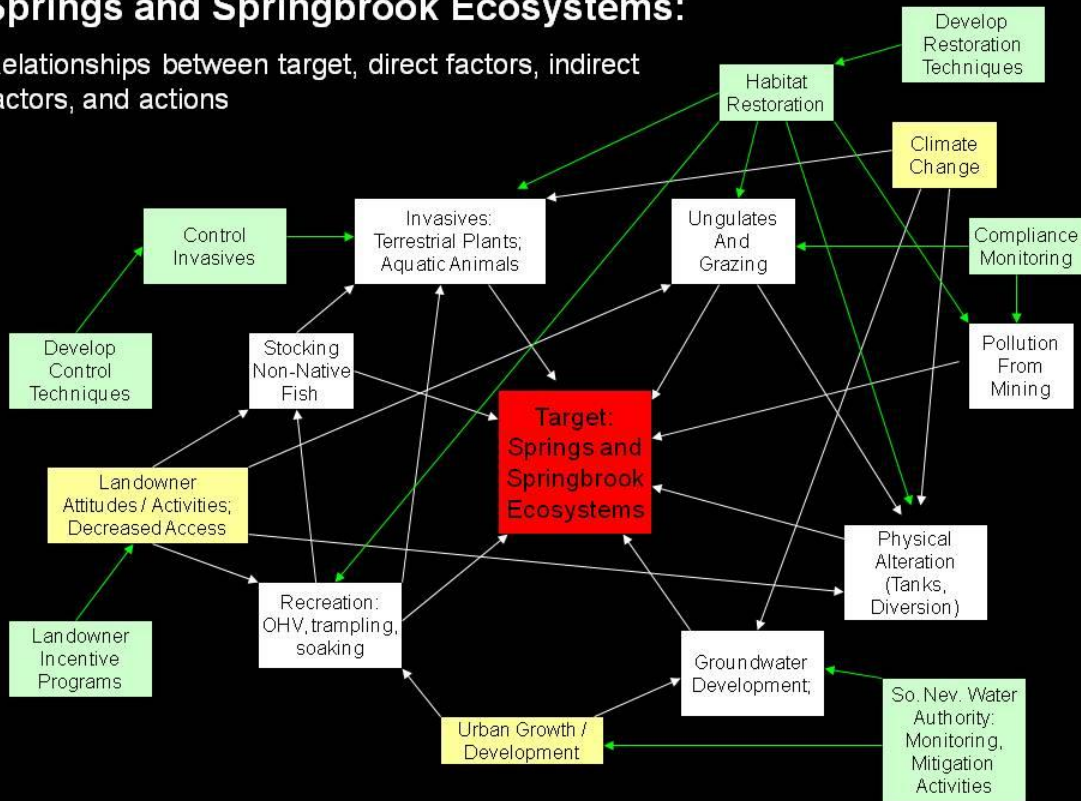 Springs and Springbrook Ecosystems:
elationships between target, direct factors, indirect
actors, and actions
Develop
Restoration
Techniques
Habitat
Restoration
Climate
Change
Invasives:
Terrestrial Plants;
Aquatic Animals
Ungulates
And
Grazing
Control
Invasives
Compliance
Monitoring
Develop
Control
Techniques
Stocking
Non-Native
Fish
Pollution
From
Mining
Target:
Springs and
Springbrook
Ecosystems
Landowner
Attitudes / Activities;
Decreased Access
Physical
Alteration
(Tanks,
Diversion)
Recreation:
OHV, trampling,
soaking
Landowner
Incentive
Programs
Groundwater
Development;
So. Nev. Water
Authority:
Monitoring,
Mitigation
Activities
Urban Growth /
Development